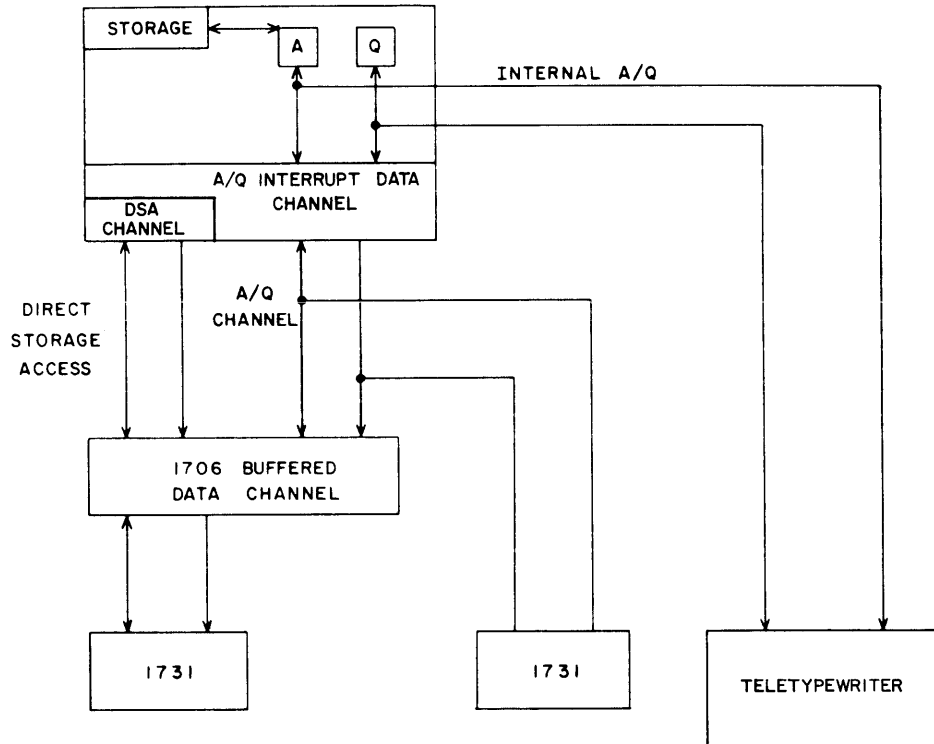 STORAGE
A
Q
INTERNAL A/Q
A/Q INTERRUPT DATA
CHANNEL
DSA
CHANNEL
DIRECT
STORAGE
ACCESS
A/Q
CHANNEL
1706 BUFFERED
DATA CHANNEL
1731
1731
TELETYPEWRITER